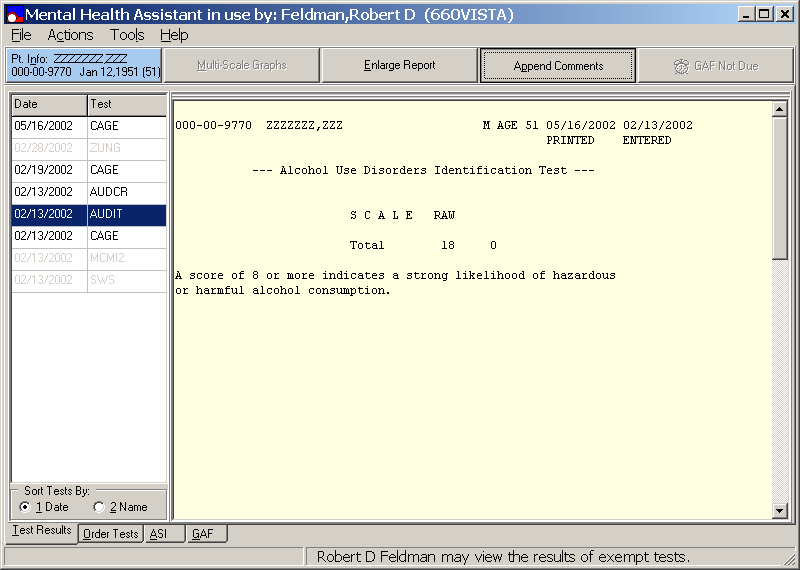 Mental Health Assistant in use by: Feldman,Robert D (660VISTA)
File Actions Tools Help
Pt. Info: ZZZZZZZ,ZZZ
000-00-9770 Jan 12,1951 (51)
Multi-Scale Graphs
Enlarge Report
Append Comments
GAF Not Due
Date Test
05/16/2002 CAGE
02/28/2002 ZUNG
02/19/2002 CAGE
02/13/2002 AUDCR
02/13/2002 AUDIT
02/13/2002 CAGE
02/13/2002 MCMI2
02/13/2002 SWS
000-00-9770 ZZZZZZZ,ZZZ M AGE 51 05/16/2002 02/13/2002
PRINTED ENTERED
--- Alcohol Use Disorders Identification Test ---
S C A L E RAW
Total 18 0
A score of 8 or more indicates a strong likelihood of hazardous
or harmful alcohol consumption.
Sort Tests By:
1 Date 2 Name
Test Results Order Tests ASI GAF
Robert D Feldman may view the results of exempt tests.